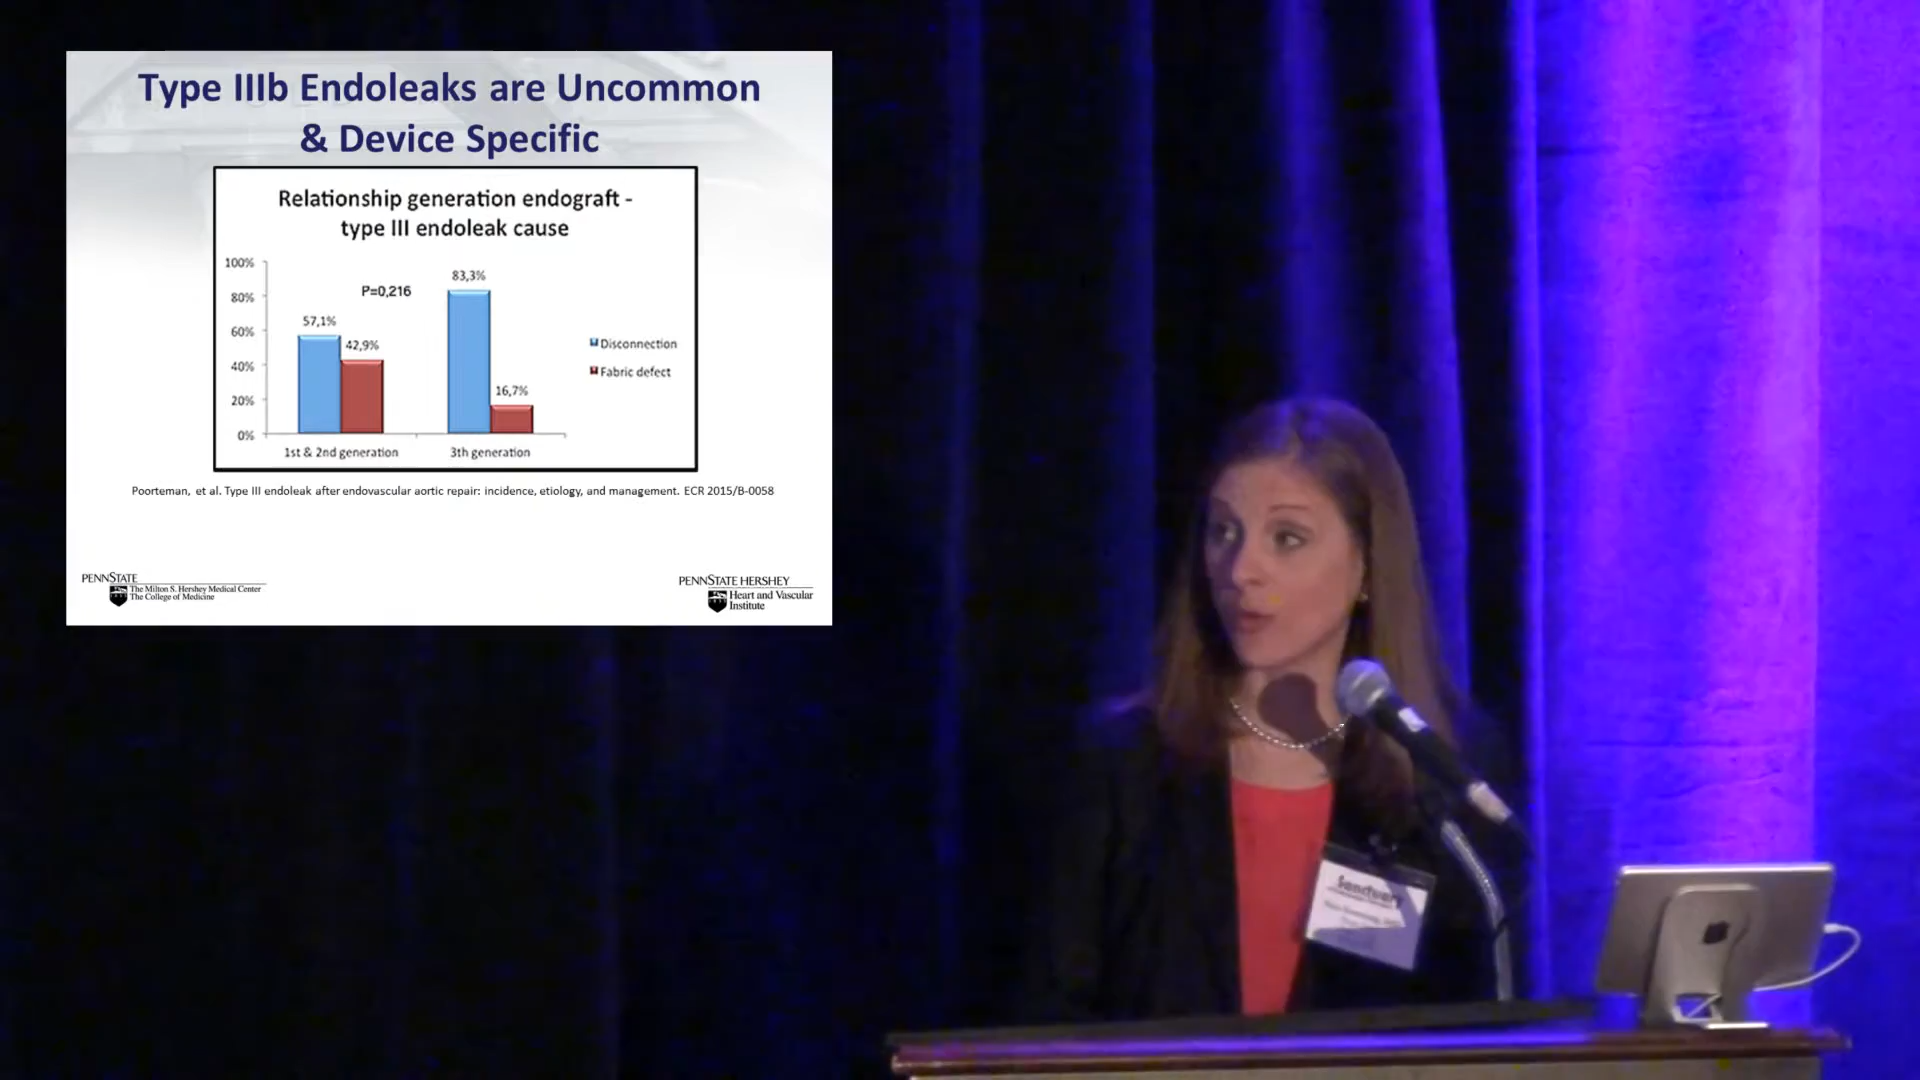 Type IIIb Endoleaks are Uncommon
& Device Specific
Relationship generation endograft -
type III endoleak cause
100%
80%
60%
40%
20%
0%
P=0,216
57,1%
42,9%
83,3%
16,7%
Disconnection
Fabric defect
1st & 2nd generation
3th generation
Poorteman, et al. Type III endoleak after endovascular aortic repair: incidence, etiology, and management. ECR 2015/B-0058
PENNSTATE
The Milton S. Hershey Medical Center
The College of Medicine
PENNSTATE HERSHEY
Heart and Vascular
Institute
Sanctuary